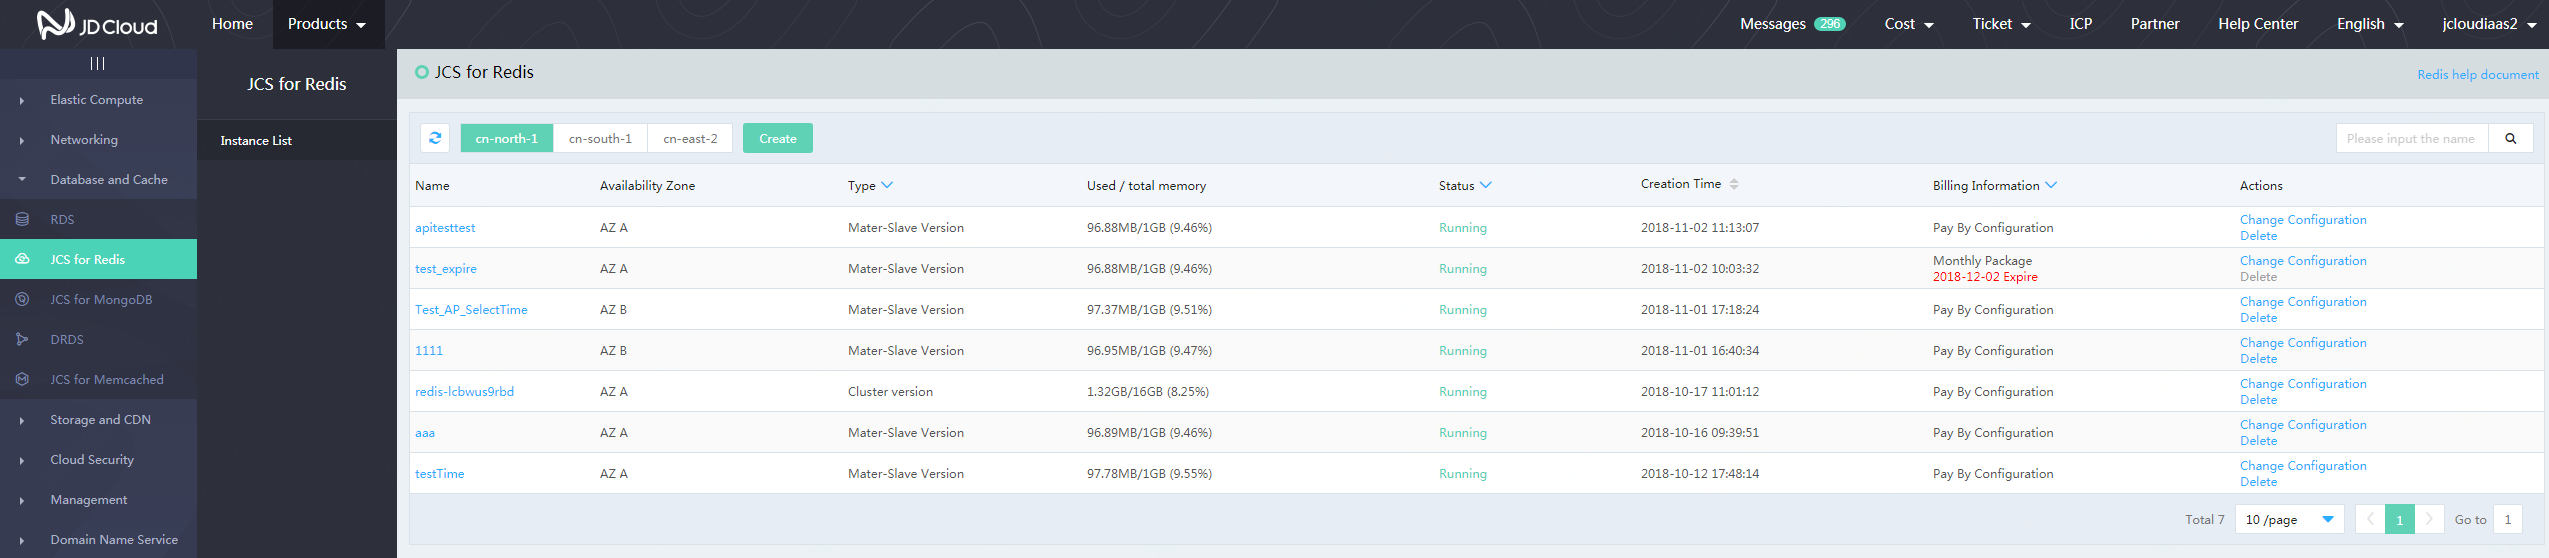 JD Cloud Home Products Messages 296 Cost Ticket ICP Partner Help Center English jcloudiaas2
Elastic Compute
Networking
Database and Cache
RDS
JCS for Redis
JCS for MongoDB
DRDS
JCS for Memcached
Storage and CDN
Cloud Security
Management
Domain Name Service
JCS for Redis
Instance List
JCS for Redis
Redis help document
cn-north-1 cn-south-1 cn-east-2 Create Please input the name
Name Availability Zone Type Used / total memory Status Creation Time Billing Information Actions
apitesttest AZ A Mater-Slave Version 96.88MB/1GB (9.46%) Running 2018-11-02 11:13:07 Pay By Configuration Change Configuration
Delete
test_expire AZ A Mater-Slave Version 96.88MB/1GB (9.46%) Running 2018-11-02 10:03:32 Monthly Package Change Configuration
2018-12-02 Expire Delete
Test_AP_SelectTime AZ B Mater-Slave Version 97.37MB/1GB (9.51%) Running 2018-11-01 17:18:24 Pay By Configuration Change Configuration
Delete
1111 AZ B Mater-Slave Version 96.95MB/1GB (9.47%) Running 2018-11-01 16:40:34 Pay By Configuration Change Configuration
Delete
redis-lcbwus9rbd AZ A Cluster version 1.32GB/16GB (8.25%) Running 2018-10-17 11:01:12 Pay By Configuration Change Configuration
Delete
aaa AZ A Mater-Slave Version 96.89MB/1GB (9.46%) Running 2018-10-16 09:39:51 Pay By Configuration Change Configuration
Delete
testTime AZ A Mater-Slave Version 97.78MB/1GB (9.55%) Running 2018-10-12 17:48:14 Pay By Configuration Change Configuration
Delete
Total 7 10 /page 1 Go to 1